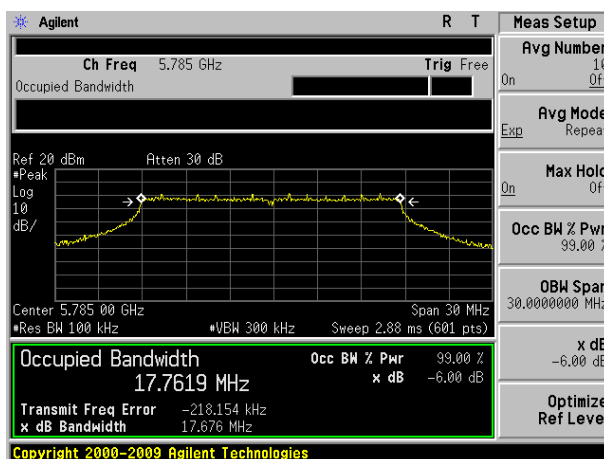 Agilent R T Meas Setup
Ch Freq 5.785 GHz Trig Free
Occupied Bandwidth
Ref 20 dBm Atten 30 dB
#Peak
Log
10
dB/
Center 5.785 00 GHz Span 30 MHz
#Res BW 100 kHz #VBW 300 kHz Sweep 2.88 ms (601 pts)
Occupied Bandwidth
17.7619 MHz
Occ BW % Pwr 99.00 %
x dB -6.00 dB
Transmit Freq Error -218.154 kHz
x dB Bandwidth 17.676 MHz
Copyright 2000-2009 Agilent Technologies
Avg Number
10
On Off
Avg Mode
Exp Repeat
Max Hold
On Off
Occ BW % Pwr
99.00 %
OBW Span
30.0000000 MHz
x dB
-6.00 dB
Optimize
Ref Level